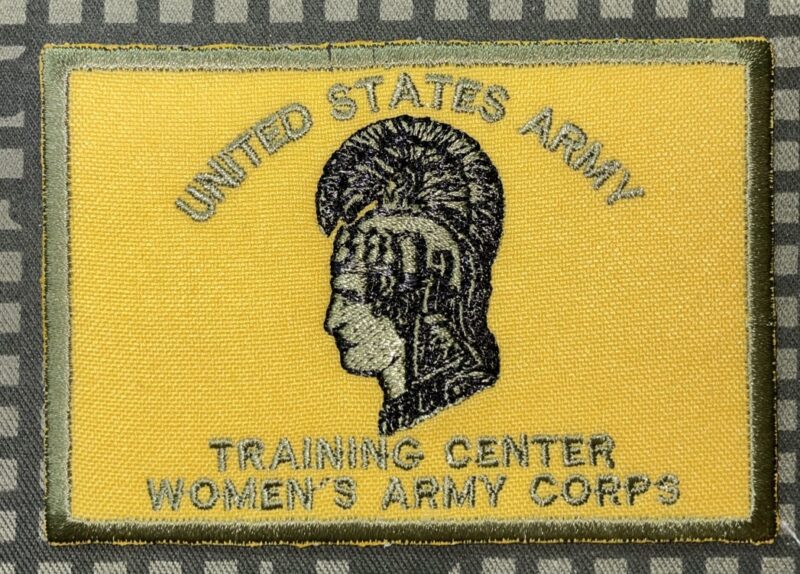 UNITED STATES ARMY
TRAINING CENTER
WOMEN'S ARMY CORPS